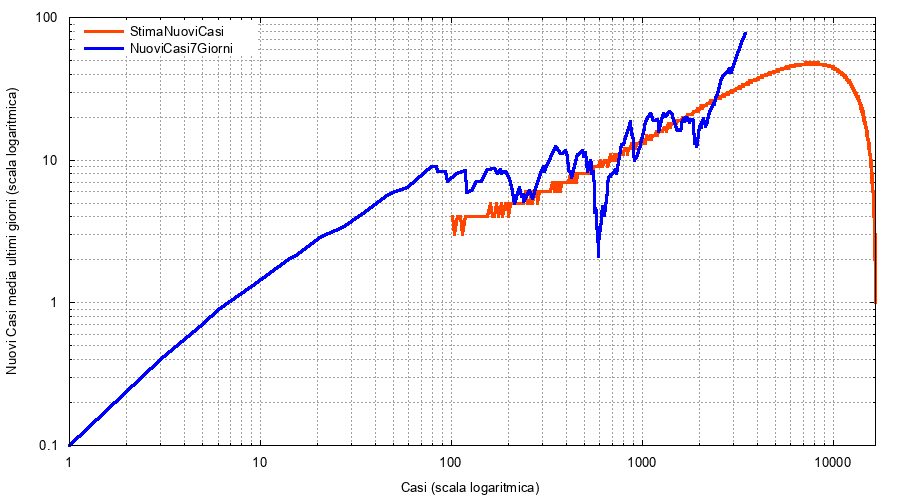 100
StimaNuoviCasi
NuoviCasi7Giorni
10
1
0.1
Nuovi Casi media ultimi giorni (scala logaritmica)
1
10
100
1000
10000
Casi (scala logaritmica)